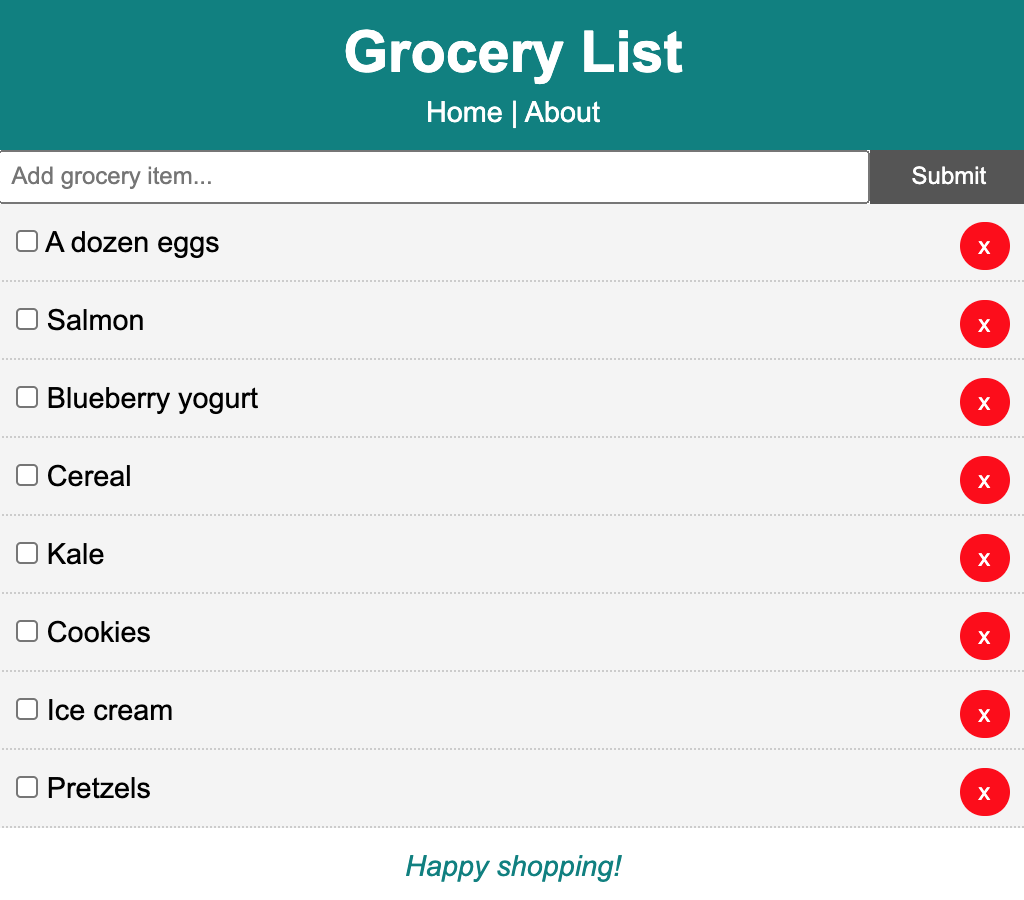 Grocery List
Home | About
Add grocery item... Submit
A dozen eggs x
Salmon x
Blueberry yogurt x
Cereal x
Kale x
Cookies x
Ice cream x
Pretzels x
Happy shopping!